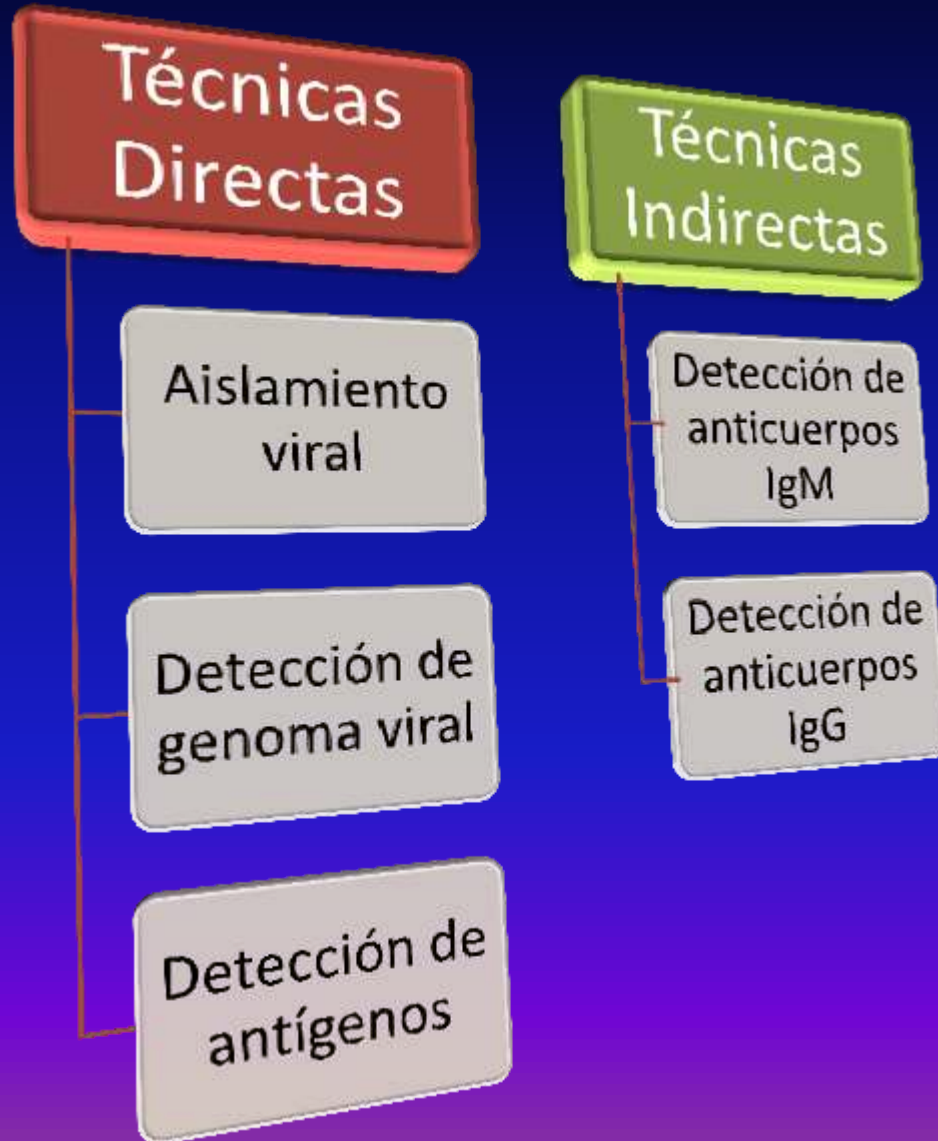 Técnicas
Directas
Aislamiento
viral
Detección de
genoma viral
Detección de
antígenos
Técnicas
Indirectas
Detección de
anticuerpos
IgM
Detección de
anticuerpos
IgG